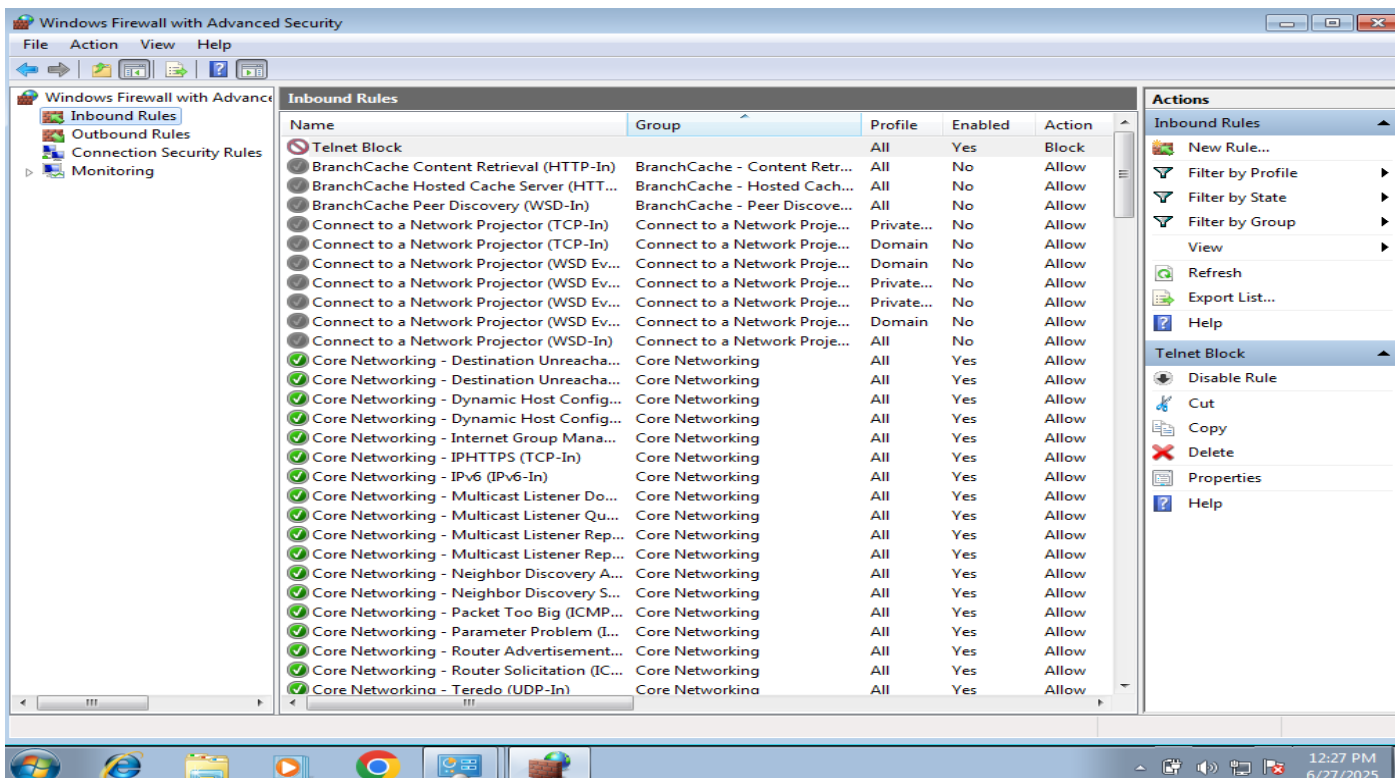 Windows Firewall with Advanced Security
File Action View Help
Windows Firewall with Advance
Inbound Rules
Outbound Rules
Connection Security Rules
Monitoring
Inbound Rules
Name Group Profile Enabled Action
Telnet Block All Yes Block
BranchCache Content Retrieval (HTTP-In) BranchCache - Content Retr... All No Allow
BranchCache Hosted Cache Server (HTT... BranchCache - Hosted Cach... All No Allow
BranchCache Peer Discovery (WSD-In) BranchCache - Peer Discove... All No Allow
Connect to a Network Projector (TCP-In) Connect to a Network Proje... Private... No Allow
Connect to a Network Projector (TCP-In) Connect to a Network Proje... Domain No Allow
Connect to a Network Projector (WSD Ev... Connect to a Network Proje... Domain No Allow
Connect to a Network Projector (WSD Ev... Connect to a Network Proje... Private... No Allow
Connect to a Network Projector (WSD Ev... Connect to a Network Proje... Private... No Allow
Connect to a Network Projector (WSD Ev... Connect to a Network Proje... Domain No Allow
Connect to a Network Projector (WSD-In) Connect to a Network Proje... All No Allow
Core Networking - Destination Unreacha... Core Networking All Yes Allow
Core Networking - Destination Unreacha... Core Networking All Yes Allow
Core Networking - Dynamic Host Config... Core Networking All Yes Allow
Core Networking - Dynamic Host Config... Core Networking All Yes Allow
Core Networking - Internet Group Mana... Core Networking All Yes Allow
Core Networking - IPHTTPS (TCP-In) Core Networking All Yes Allow
Core Networking - IPv6 (IPv6-In) Core Networking All Yes Allow
Core Networking - Multicast Listener Do... Core Networking All Yes Allow
Core Networking - Multicast Listener Qu... Core Networking All Yes Allow
Core Networking - Multicast Listener Rep... Core Networking All Yes Allow
Core Networking - Multicast Listener Rep... Core Networking All Yes Allow
Core Networking - Neighbor Discovery A... Core Networking All Yes Allow
Core Networking - Neighbor Discovery S... Core Networking All Yes Allow
Core Networking - Packet Too Big (ICMP... Core Networking All Yes Allow
Core Networking - Parameter Problem (I... Core Networking All Yes Allow
Core Networking - Router Advertisement... Core Networking All Yes Allow
Core Networking - Router Solicitation (IC... Core Networking All Yes Allow
Core Networking - Teredo (UDP-In) Core Networking All Yes Allow
Actions
Inbound Rules
New Rule...
Filter by Profile
Filter by State
Filter by Group
View
Refresh
Export List...
Help
Telnet Block
Disable Rule
Cut
Copy
Delete
Properties
Help
12:27 PM
6/27/2025